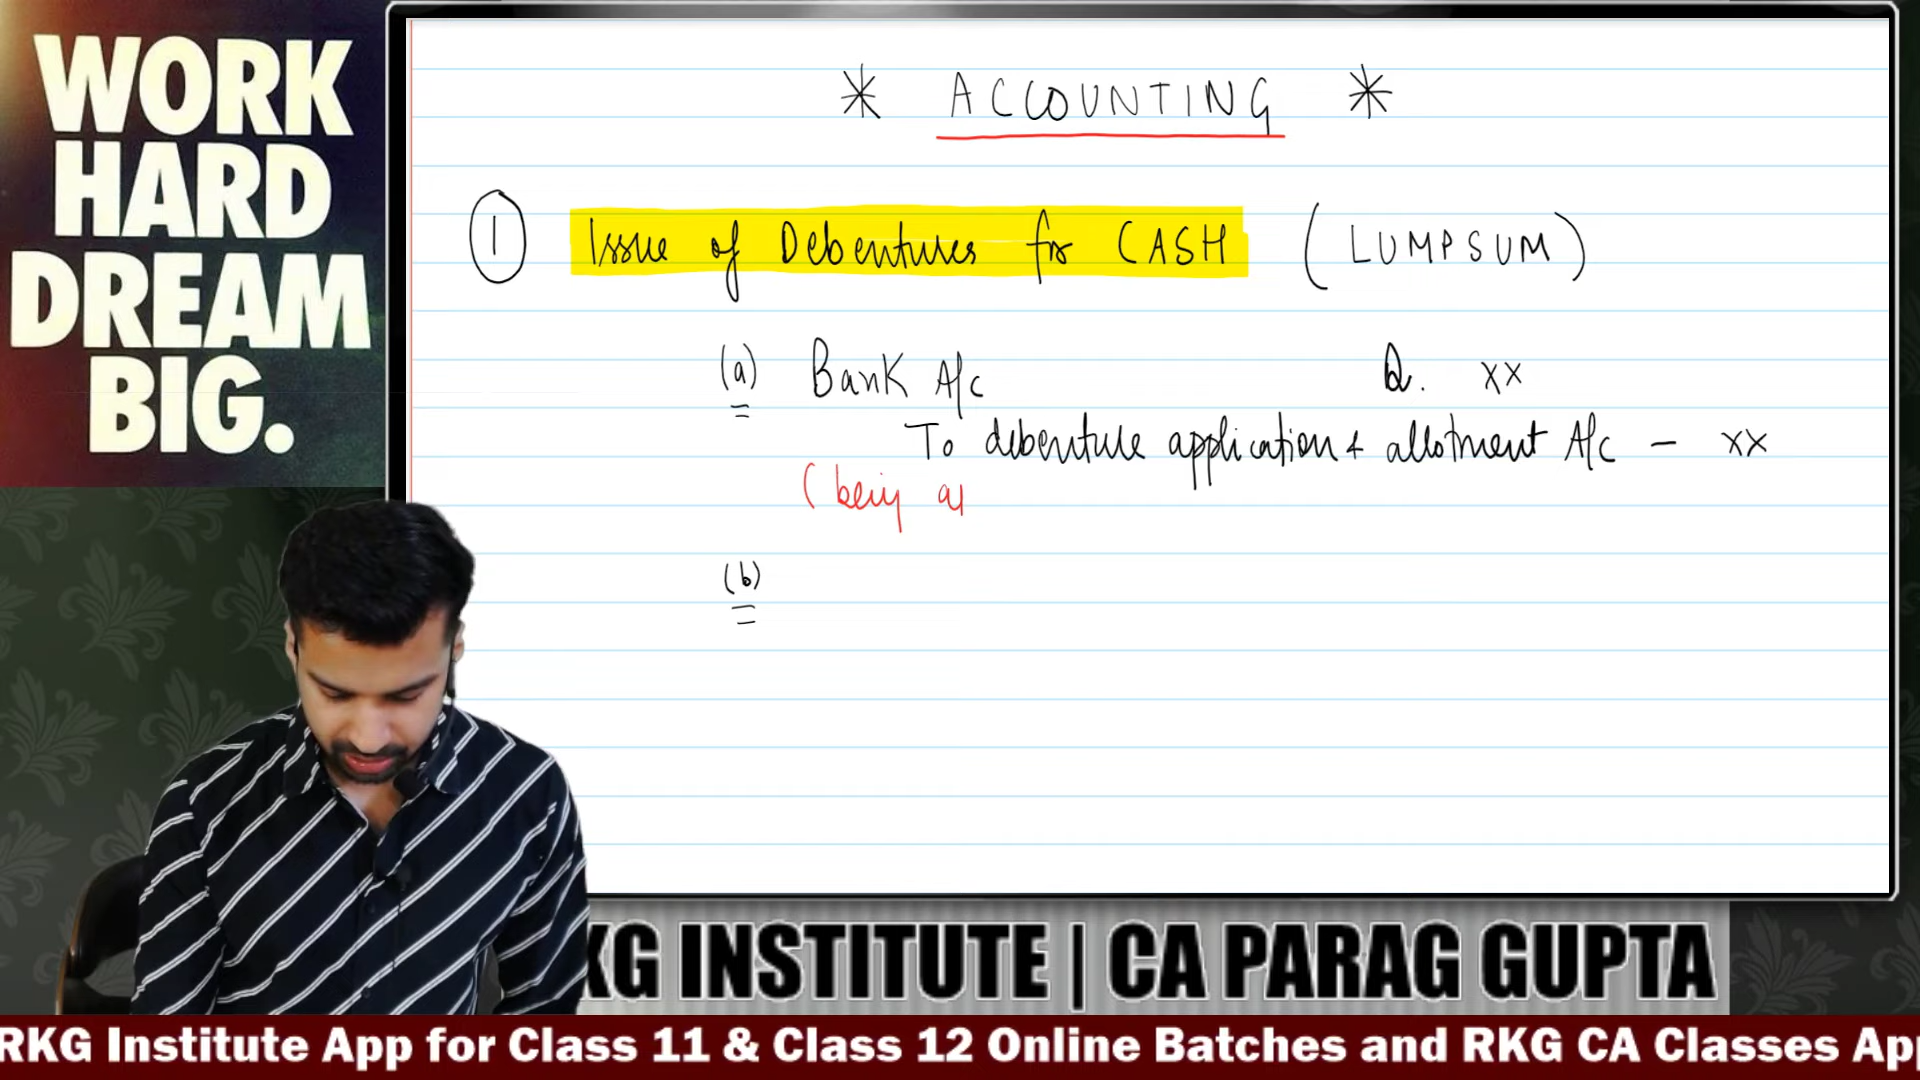 WORK
HARD
DREAM
BIG.
* ACCOUNTING *
1 Issue of Debentures for CASH (LUMPSUM)
(a) Bank A/c Dr. xx
To debenture application & allotment A/c - xx
(being
(b)
KG INSTITUTE | CA PARAG GUPTA
RKG Institute App for Class 11 & Class 12 Online Batches and RKG CA Classes App